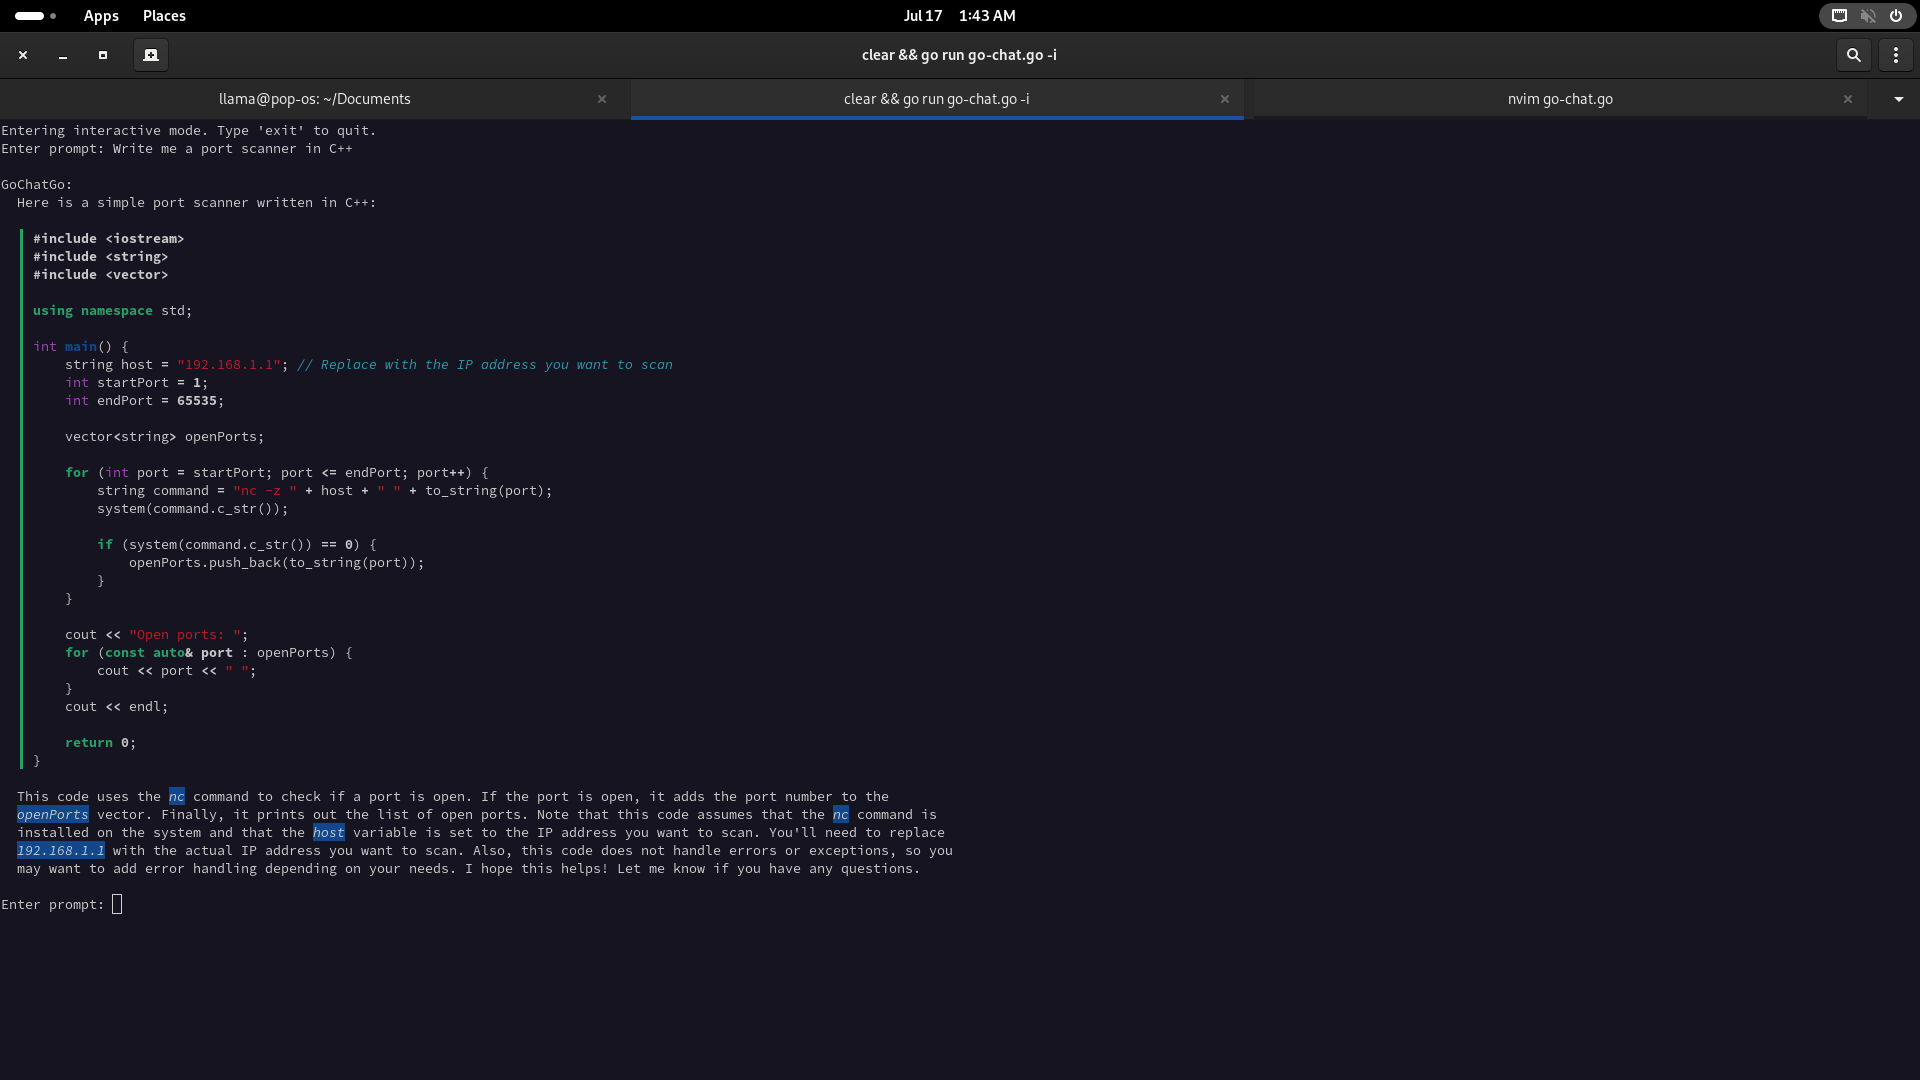 Apps Places Jul 17 1:43 AM
clear && go run go-chat.go -i
llama@pop-os: ~/Documents clear && go run go-chat.go -i nvim go-chat.go
Entering interactive mode. Type 'exit' to quit.
Enter prompt: Write me a port scanner in C++

GoChatGo:
  Here is a simple port scanner written in C++:

    #include <iostream>
    #include <string>
    #include <vector>

    using namespace std;

    int main() {
        string host = "192.168.1.1"; // Replace with the IP address you want to scan
        int startPort = 1;
        int endPort = 65535;

        vector<string> openPorts;

        for (int port = startPort; port <= endPort; port++) {
            string command = "nc -z " + host + " " + to_string(port);
            system(command.c_str());

            if (system(command.c_str()) == 0) {
                openPorts.push_back(to_string(port));
            }
        }

        cout << "Open ports: ";
        for (const auto& port : openPorts) {
            cout << port << " ";
        }
        cout << endl;

        return 0;
    }

  This code uses the nc command to check if a port is open. If the port is open, it adds the port number to the
  openPorts vector. Finally, it prints out the list of open ports. Note that this code assumes that the nc command is
  installed on the system and that the host variable is set to the IP address you want to scan. You'll need to replace
  192.168.1.1 with the actual IP address you want to scan. Also, this code does not handle errors or exceptions, so you
  may want to add error handling depending on your needs. I hope this helps! Let me know if you have any questions.

Enter prompt: